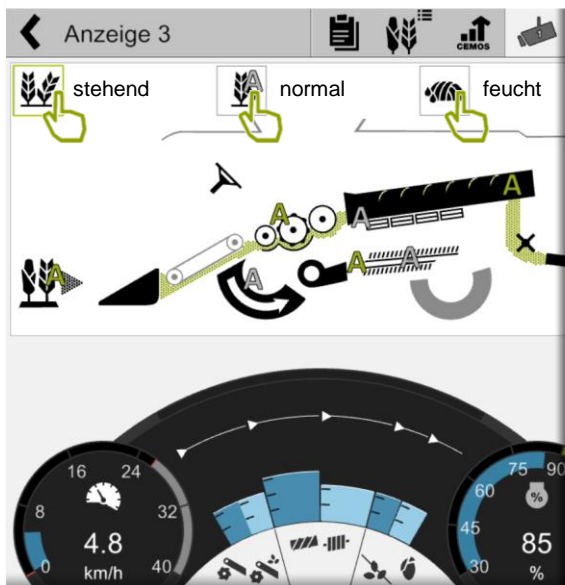 Anzeige 3
CEMOS
stehend
A
normal
feucht
A
A
A
A
A
A
A
16
24
8
32
0
40
4.8
km/h
75
90
60
%
45
30
85
%